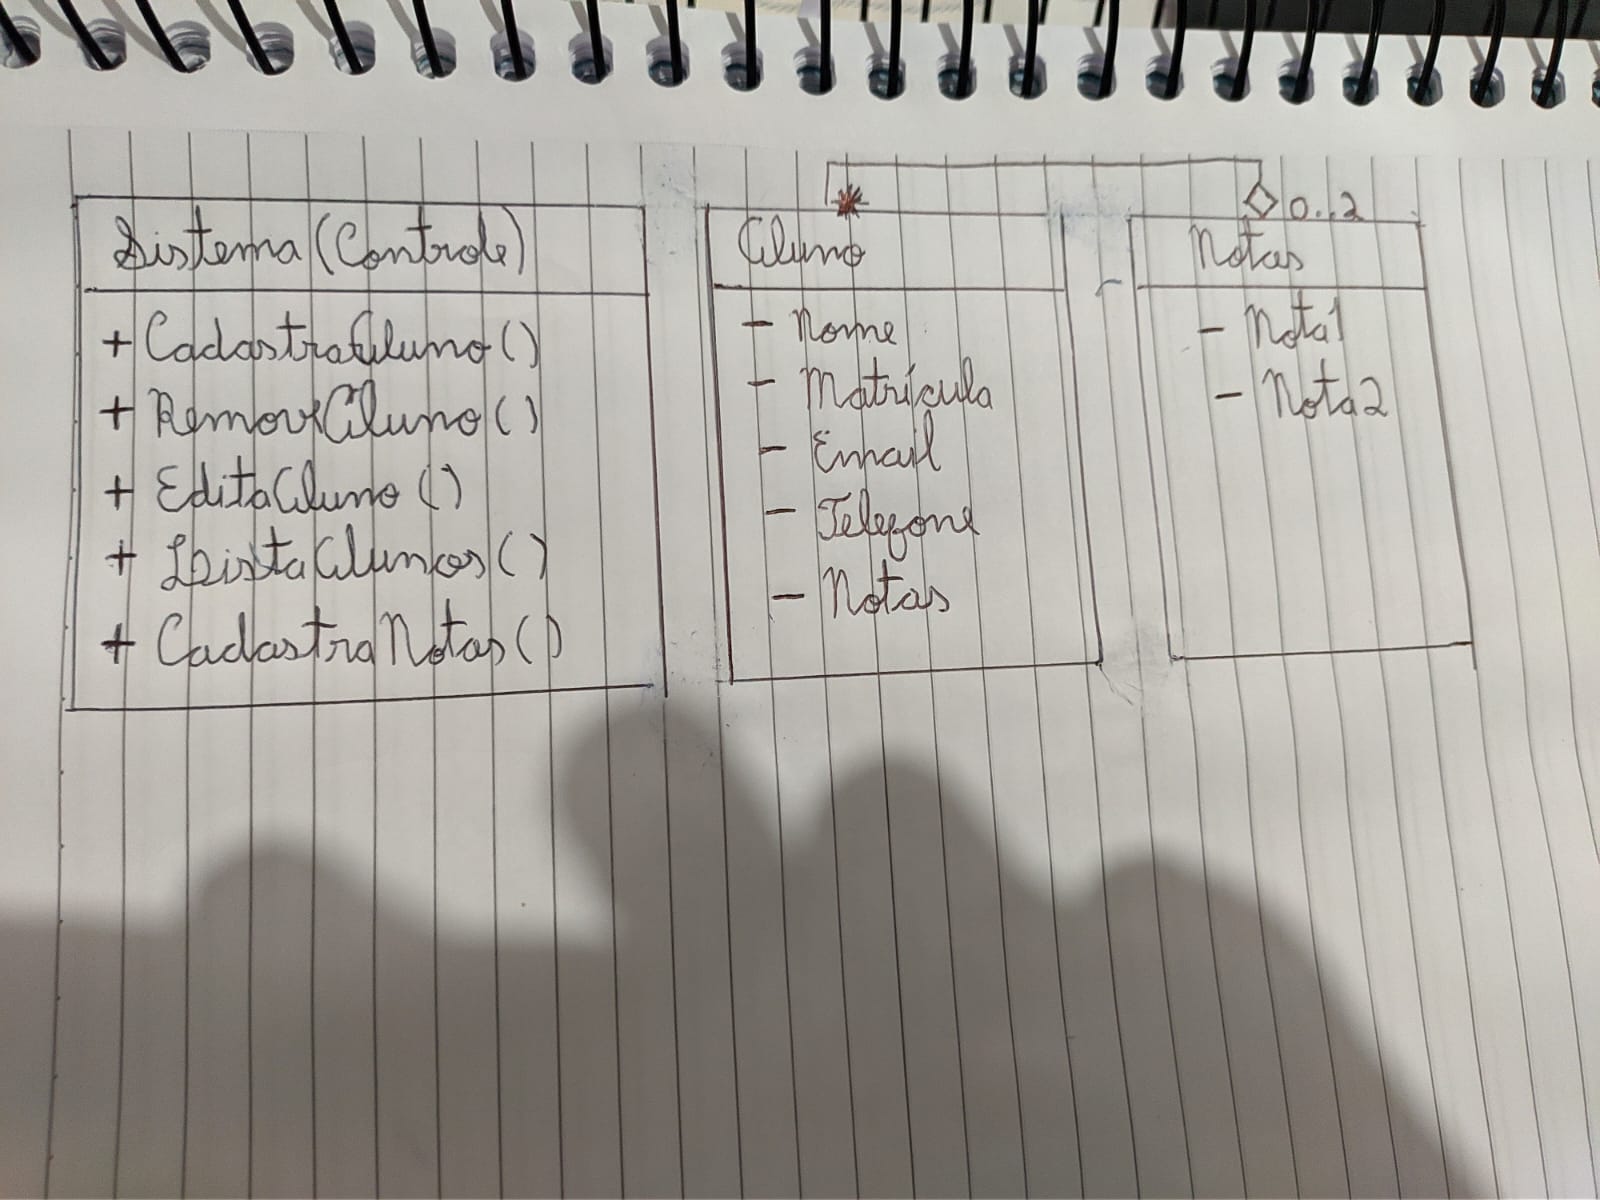 Sistema (Controle)
+ CadastraAluno ()
+ RemoveAluno ()
+ EditaAluno ()
+ ListaAlunos ()
+ CadastraNotas ()
*
Aluno
- Nome
- Matrícula
- Email
- Telefone
- Notas
0..2
Notas
- Nota1
- Nota2